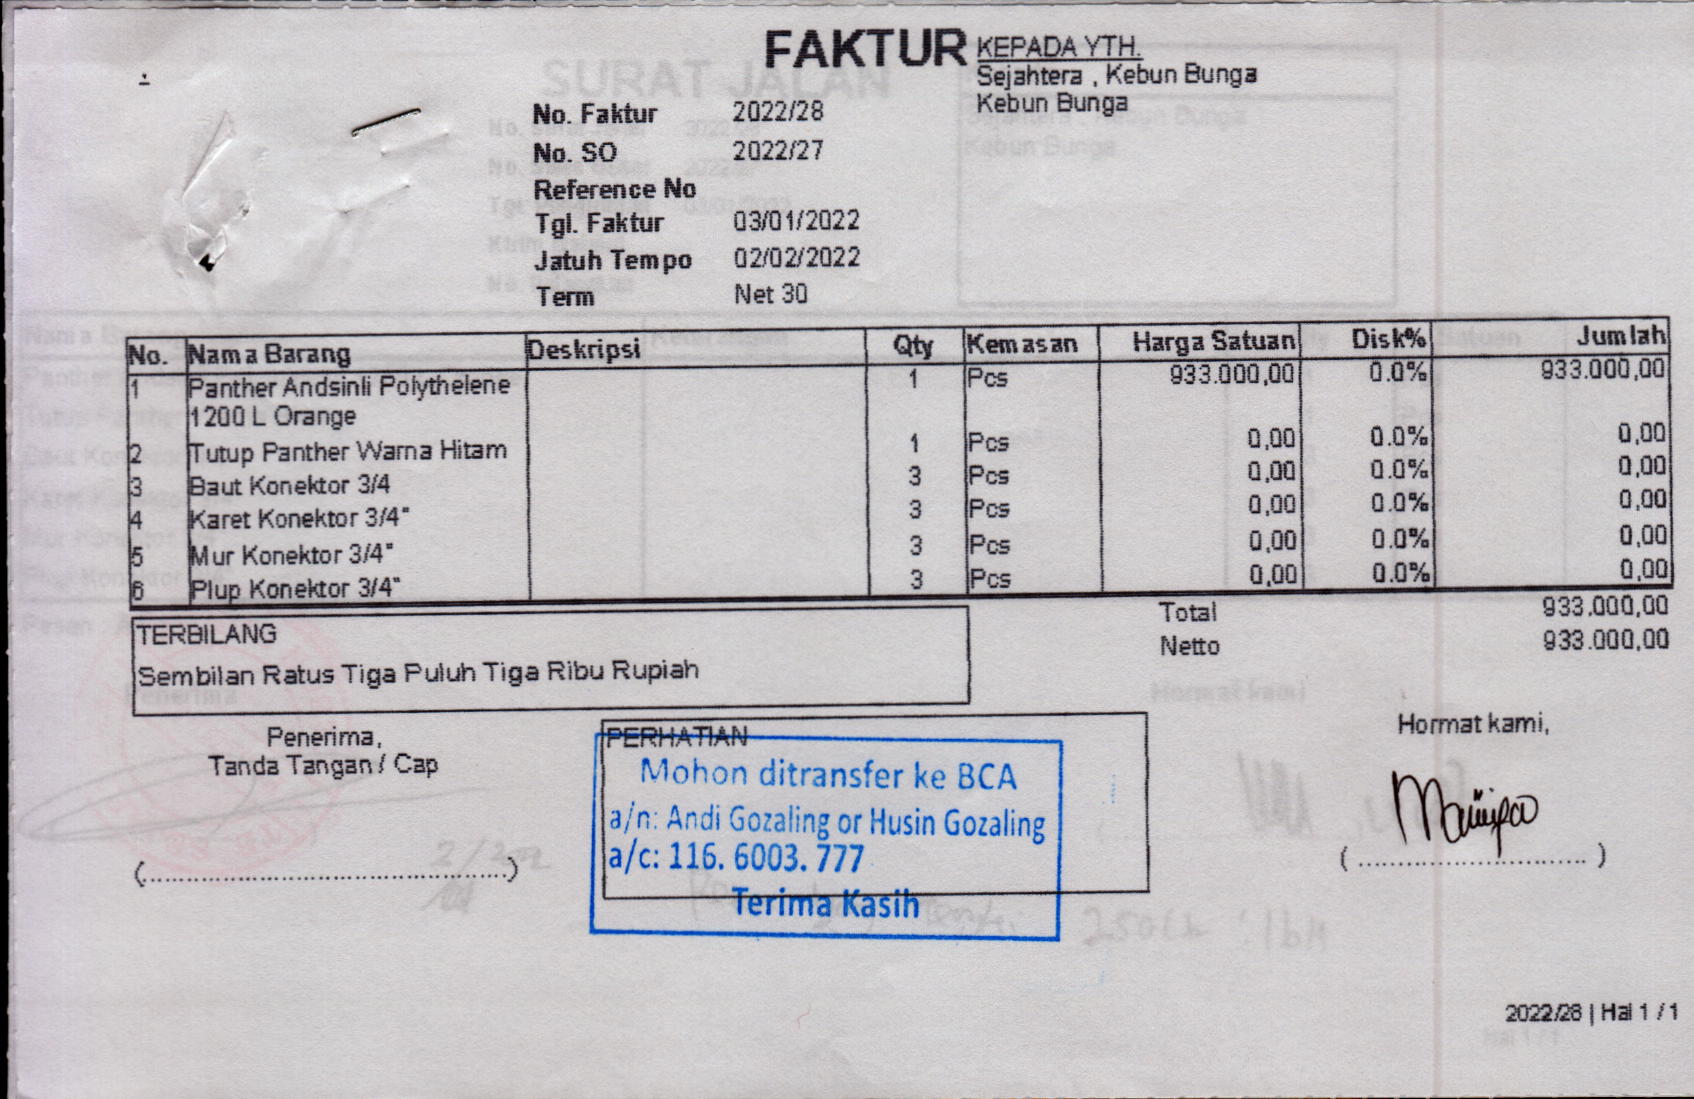 FAKTUR
KEPADA YTH.
Sejahtera , Kebun Bunga
Kebun Bunga
SURAT JALAN
No. Faktur 2022/28
No. SO 2022/27
Reference No
Tgl. Faktur 03/01/2022
Jatuh Tempo 02/02/2022
Term Net 30
No. Nama Barang Deskripsi Qty Kemasan Harga Satuan Disk% Jumlah
1 Panther Andsinli Polythelene 1 Pcs 933.000,00 0.0% 933.000,00
1200 L Orange
2 Tutup Panther Warna Hitam 1 Pcs 0,00 0.0% 0,00
3 Baut Konektor 3/4 3 Pcs 0,00 0.0% 0,00
4 Karet Konektor 3/4" 3 Pcs 0,00 0.0% 0,00
5 Mur Konektor 3/4" 3 Pcs 0,00 0.0% 0,00
6 Plup Konektor 3/4" 3 Pcs 0,00 0.0% 0,00
Total 933.000,00
Netto 933.000,00
TERBILANG
Sembilan Ratus Tiga Puluh Tiga Ribu Rupiah
Penerima,
Tanda Tangan / Cap
PERHATIAN
Mohon ditransfer ke BCA
a/n: Andi Gozaling or Husin Gozaling
a/c: 116. 6003. 777
Terima Kasih
Hormat kami,
2022/28 | Hal 1 / 1